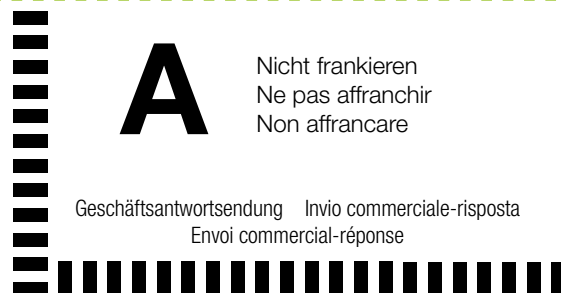 A
Nicht frankieren
Ne pas affranchir
Non affrancare
Geschäftsantwortsendung Invio commerciale-risposta
Envoi commercial-réponse